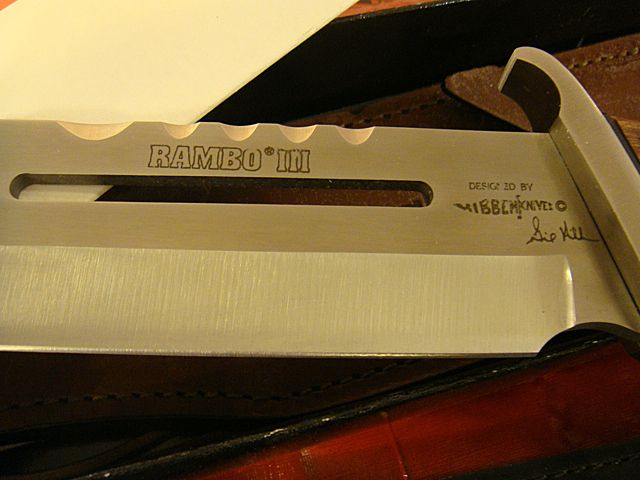 RAMBO® III
DESIGNED BY
HIBBEN KNIVES ©